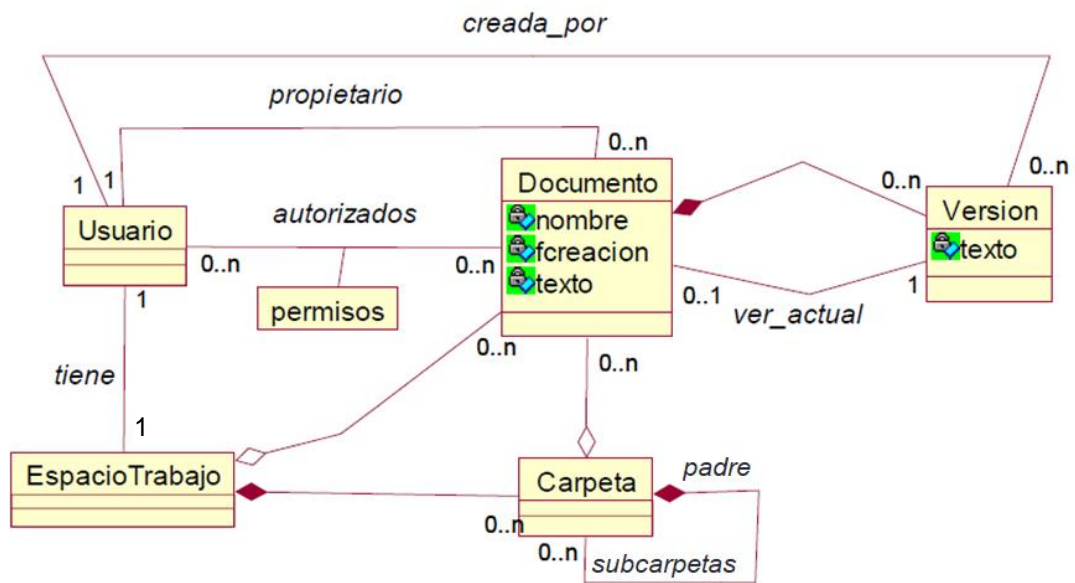 creada_por
propietario
0..n
1 1
Documento
0..n
0..n
Usuario
autorizados
nombre
Version
0..n
0..n
fcreacion
texto
permisos
texto
1
0..1
1
ver_actual
0..n
0..n
tiene
1
EspacioTrabajo
Carpeta
padre
0..n
0..n
subcarpetas